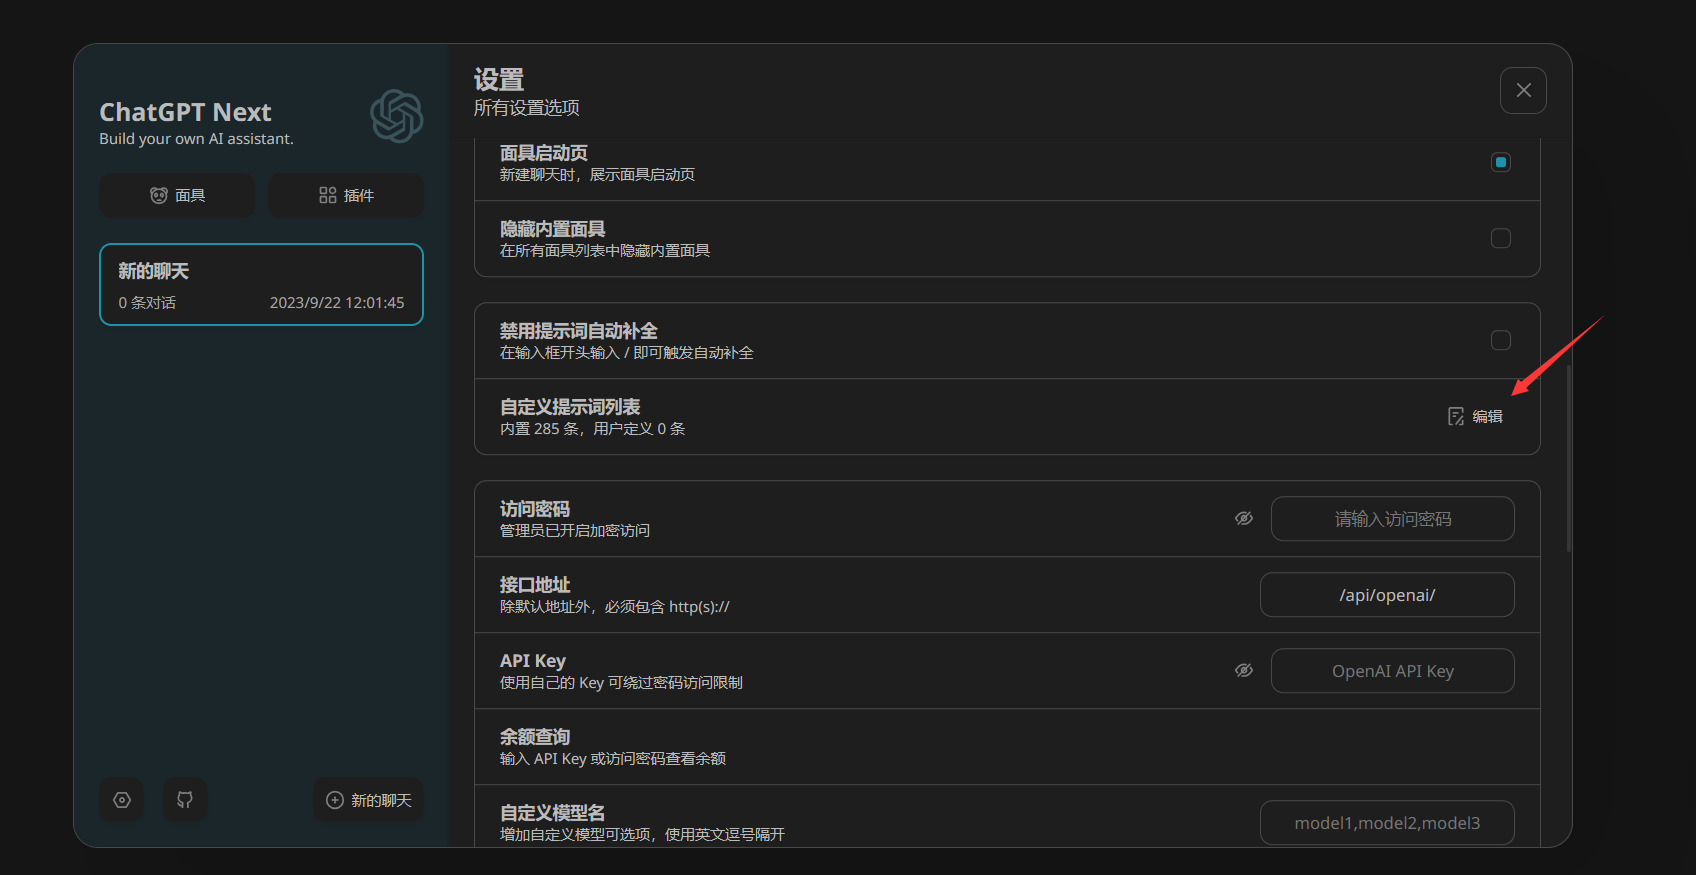 ChatGPT Next
Build your own AI assistant.
面具
插件
新的聊天
0 条对话
2023/9/22 12:01:45
新的聊天
设置
所有设置选项
面具启动页
新建聊天时，展示面具启动页
隐藏内置面具
在所有面具列表中隐藏内置面具
禁用提示词自动补全
在输入框开头输入 / 即可触发自动补全
自定义提示词列表
内置 285 条，用户定义 0 条
编辑
访问密码
管理员已开启加密访问
请输入访问密码
接口地址
除默认地址外，必须包含 http(s)://
/api/openai/
API Key
使用自己的 Key 可绕过密码访问限制
OpenAI API Key
余额查询
输入 API Key 或访问密码查看余额
自定义模型名
增加自定义模型可选项，使用英文逗号隔开
model1,model2,model3